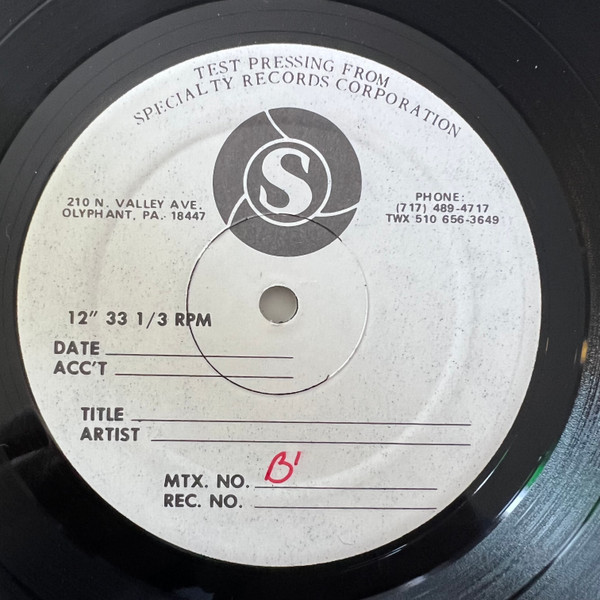 TEST PRESSING FROM
SPECIALTY RECORDS CORPORATION
S
210 N. VALLEY AVE.
OLYPHANT, PA. 18447
PHONE:
(717) 489-4717
TWX 510 656-3649
12" 33 1/3 RPM
DATE
ACC'T
TITLE
ARTIST
MTX. NO. B'
REC. NO.